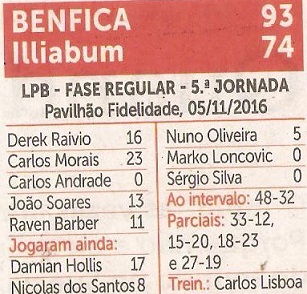 BENFICA 93
Illiabum 74
LPB - FASE REGULAR - 5.ª JORNADA
Pavilhão Fidelidade, 05/11/2016
Derek Raivio 16
Carlos Morais 23
Carlos Andrade 0
João Soares 13
Raven Barber 11
Jogaram ainda:
Damian Hollis 17
Nicolas dos Santos 8
Nuno Oliveira 5
Marko Loncovic 0
Sérgio Silva 0
Ao intervalo: 48-32
Parciais: 33-12,
15-20, 18-23
e 27-19
Trein.: Carlos Lisboa